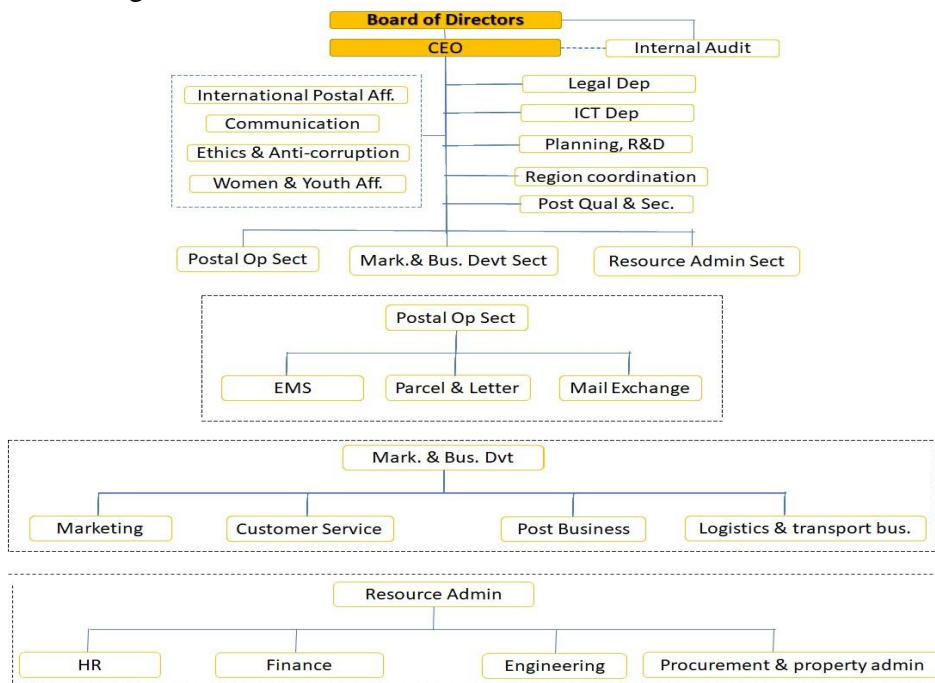 Board of Directors
CEO
Internal Audit
International Postal Aff.
Communication
Ethics & Anti-corruption
Women & Youth Aff.
Legal Dep
ICT Dep
Planning, R&D
Region coordination
Post Qual & Sec.
Postal Op Sect
Mark.& Bus. Devt Sect
Resource Admin Sect
Postal Op Sect
EMS
Parcel & Letter
Mail Exchange
Mark. & Bus. Dvt
Marketing
Customer Service
Post Business
Logistics & transport bus.
Resource Admin
HR
Finance
Engineering
Procurement & property admin